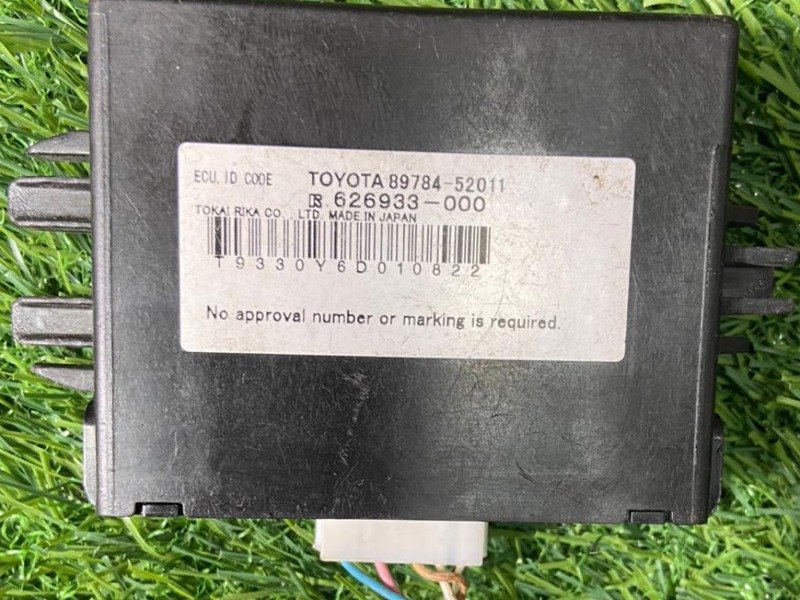 ECU, ID CODE TOYOTA 89784-52011
626933-000
TOKAI RIKA CO., LTD. MADE IN JAPAN
T9330Y6D010822
No approval number or marking is required.